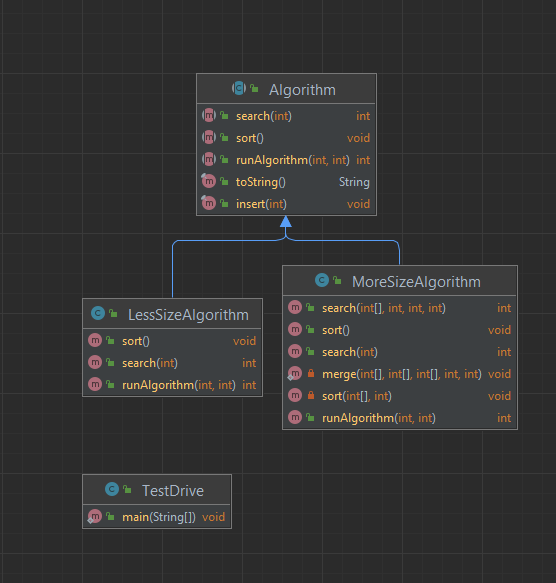 Algorithm
search(int) int
sort() void
runAlgorithm(int, int) int
toString() String
insert(int) void
LessSizeAlgorithm
sort() void
search(int) int
runAlgorithm(int, int) int
MoreSizeAlgorithm
search(int[], int, int, int) int
sort() void
search(int) int
merge(int[], int[], int[], int, int) void
sort(int[], int) void
runAlgorithm(int, int) int
TestDrive
main(String[]) void